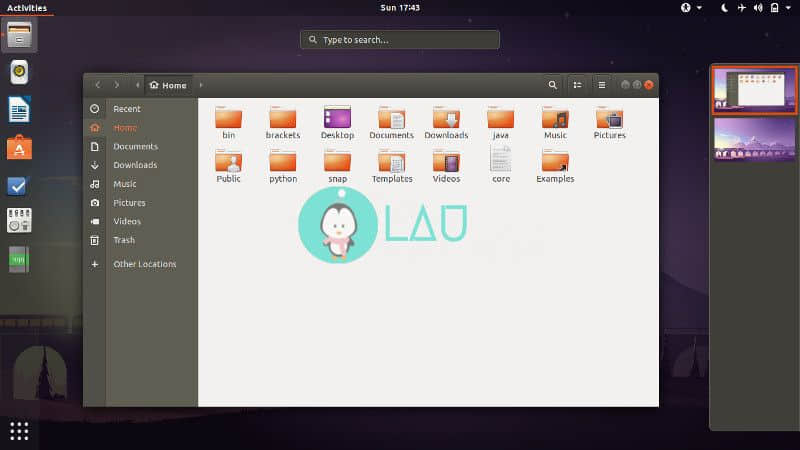 Activities
Sun 17:43
Type to search...
Home
Recent
Home
Documents
Downloads
Music
Pictures
Videos
Trash
Other Locations
bin brackets Desktop Documents Downloads java Music Pictures
Public python snap Templates Videos core Examples
LAU